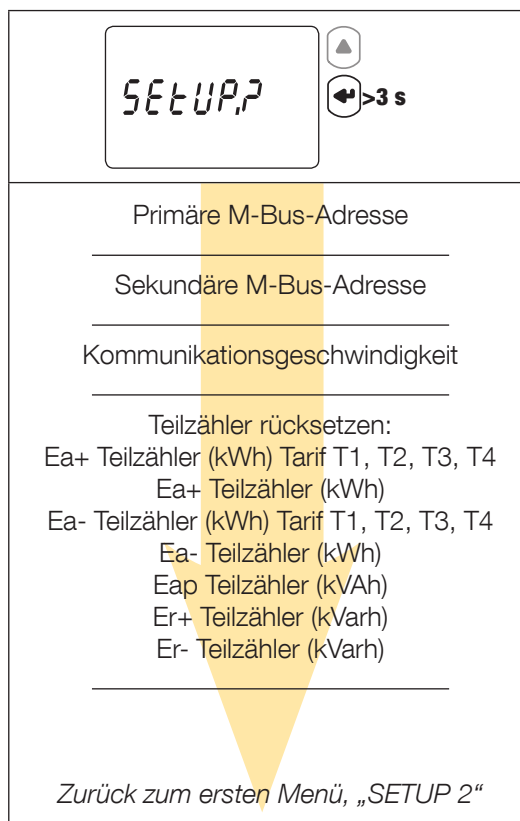 SEtUP,?
>3 s
Primäre M-Bus-Adresse
Sekundäre M-Bus-Adresse
Kommunikationsgeschwindigkeit
Teilzähler rücksetzen:
Ea+ Teilzähler (kWh) Tarif T1, T2, T3, T4
Ea+ Teilzähler (kWh)
Ea- Teilzähler (kWh) Tarif T1, T2, T3, T4
Ea- Teilzähler (kWh)
Eap Teilzähler (kVAh)
Er+ Teilzähler (kVarh)
Er- Teilzähler (kVarh)
Zurück zum ersten Menü, „SETUP 2“